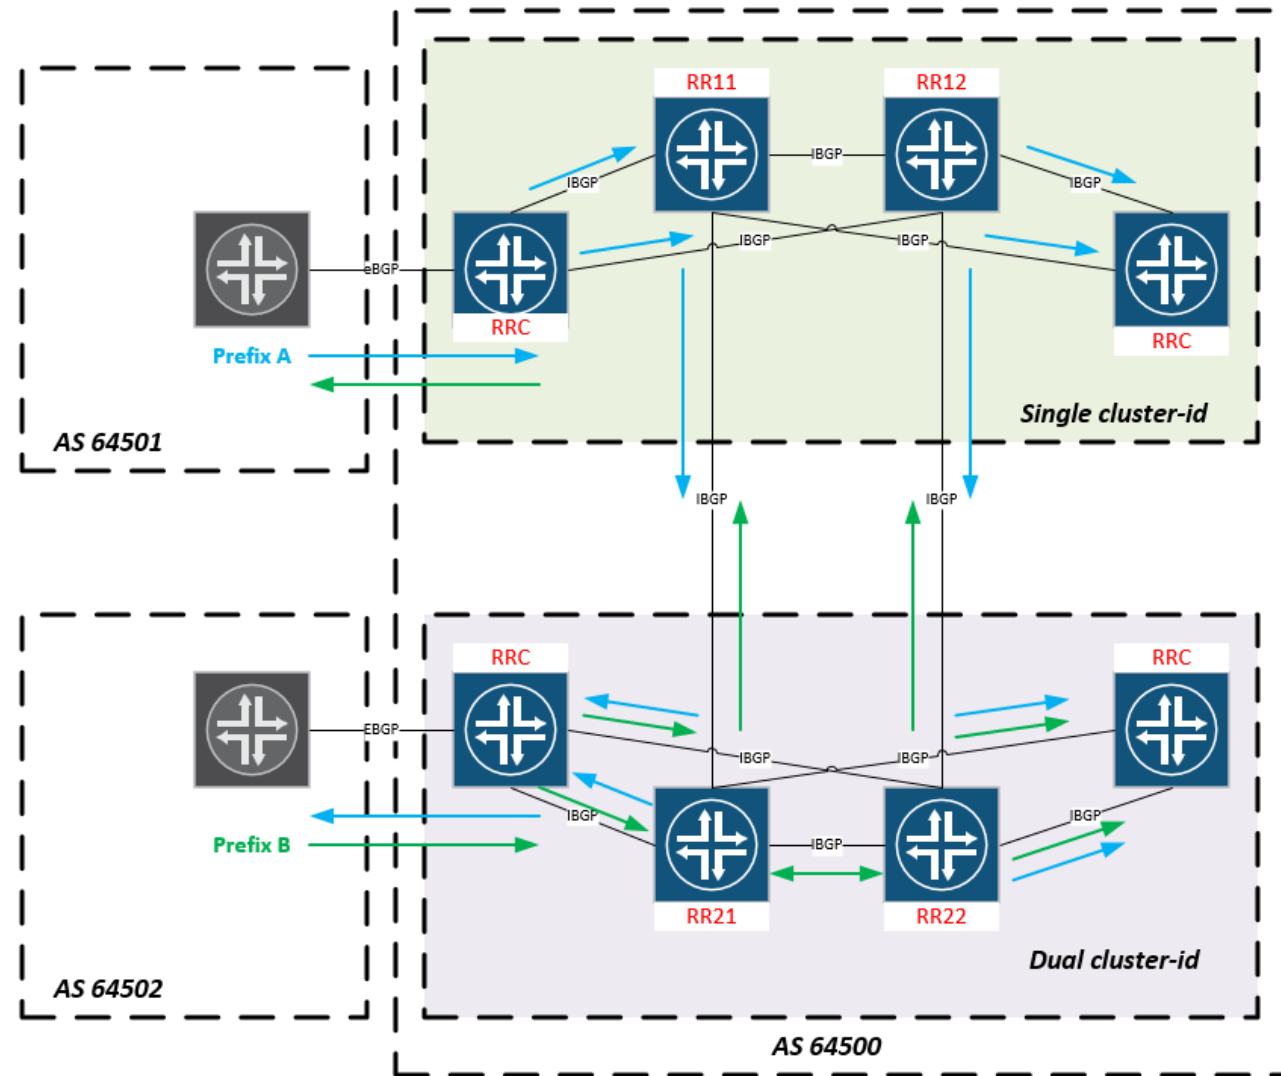 RR11
RR12
IBGP
IBGP
IBGP
IBGP
IBGP
eBGP
RRC
RRC
Prefix A
Single cluster-id
AS 64501
IBGP
IBGP
RRC
RRC
EBGP
IBGP
IBGP
IBGP
IBGP
IBGP
Prefix B
RR21
RR22
Dual cluster-id
AS 64502
AS 64500